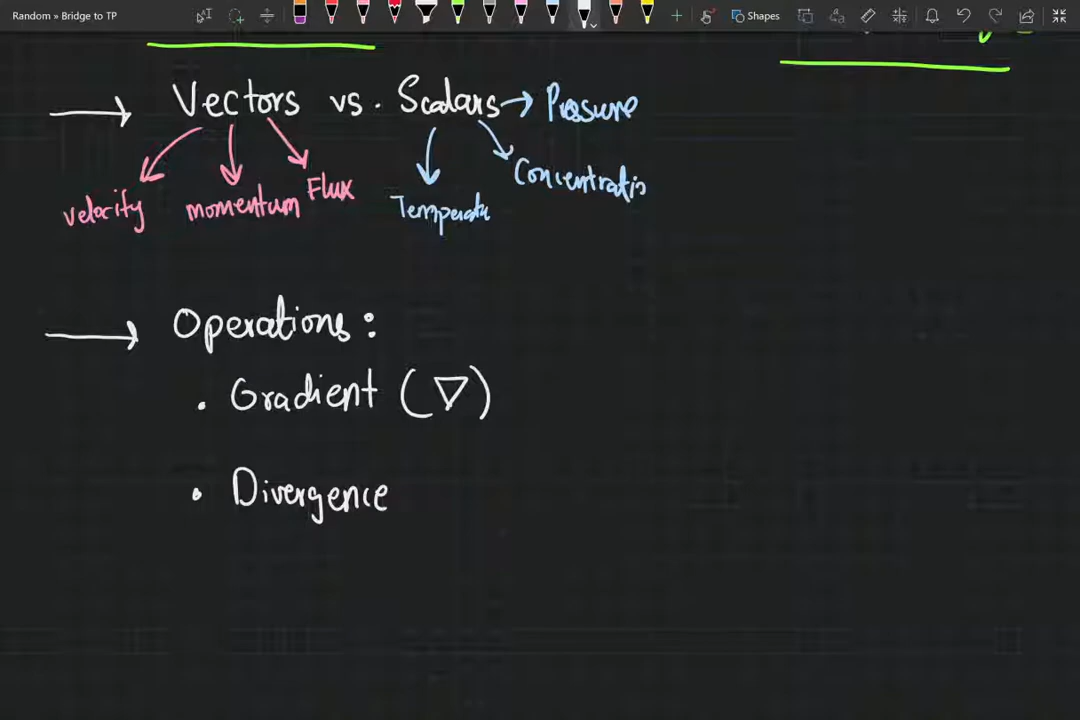 Random » Bridge to TP
Shapes
Vectors vs. Scalars → Pressure
velocity momentum Flux Temperatu Concentratio
Operations:
• Gradient (∇)
• Divergence